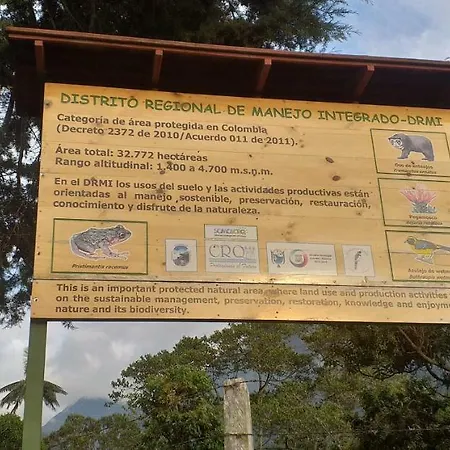 DISTRITO REGIONAL DE MANEJO INTEGRADO-DRMI
Categoría de área protegida en Colombia
(Decreto 2372 de 2010/Acuerdo 011 de 2011).
Área total: 32.772 hectáreas
Rango altitudinal: 1,400 a 4.700 m.s.n.m.
En el DRMI los usos del suelo y las actividades productivas están
orientadas al manejo sostenible, preservación, restauración,
conocimiento y disfrute de la naturaleza.
This is an important protected natural area, where land use and production activities
on the sustainable management, preservation, restoration, knowledge and enjoyme
nature and its biodiversity.